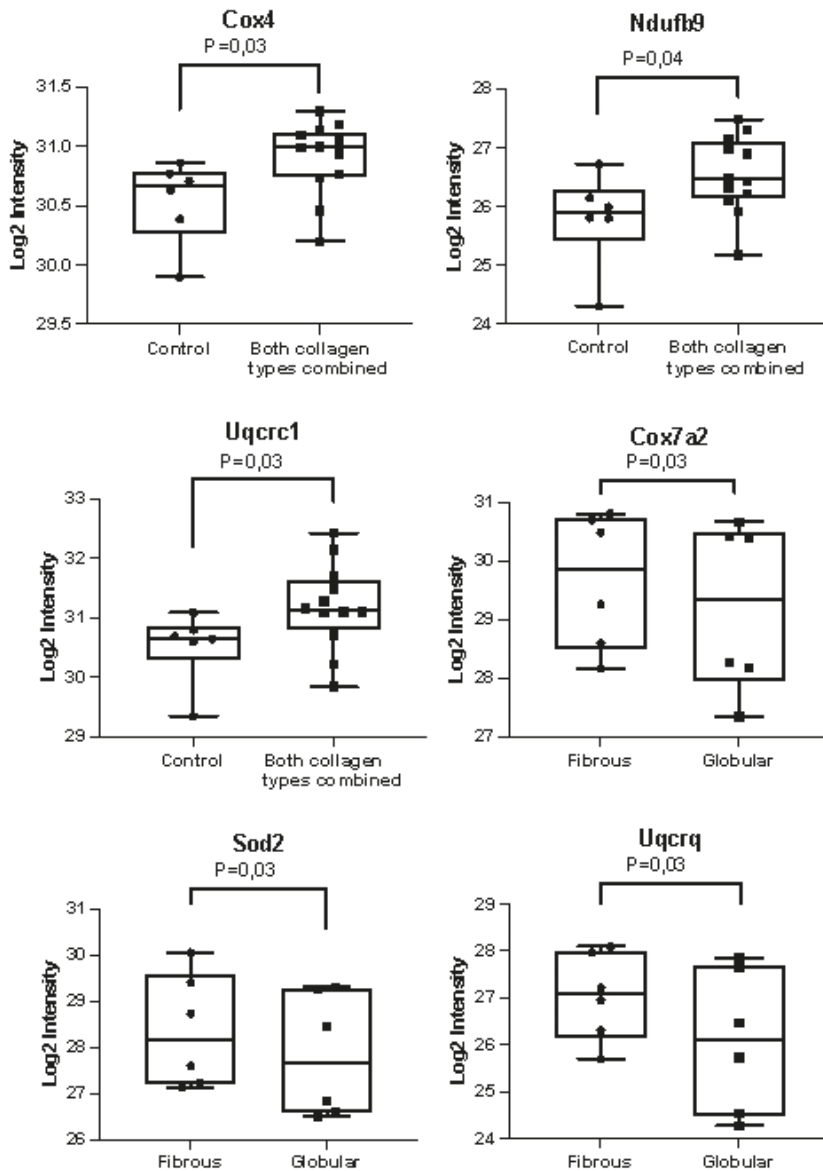 Cox4
P=0,03
31.5
31.0
30.5
30.0
29.5
Log2 Intensity
Control
Both collagen
types combined
Ndufb9
P=0,04
28
27
26
25
24
Log2 Intensity
Control
Both collagen
types combined
Uqcrc1
P=0,03
33
32
31
30
29
Log2 Intensity
Control
Both collagen
types combined
Cox7a2
P=0,03
31
30
29
28
27
Log2 Intensity
Fibrous
Globular
Sod2
P=0,03
31
30
29
28
27
26
Log2 Intensity
Fibrous
Globular
Uqcrq
P=0,03
29
28
27
26
25
24
Log2 Intensity
Fibrous
Globular